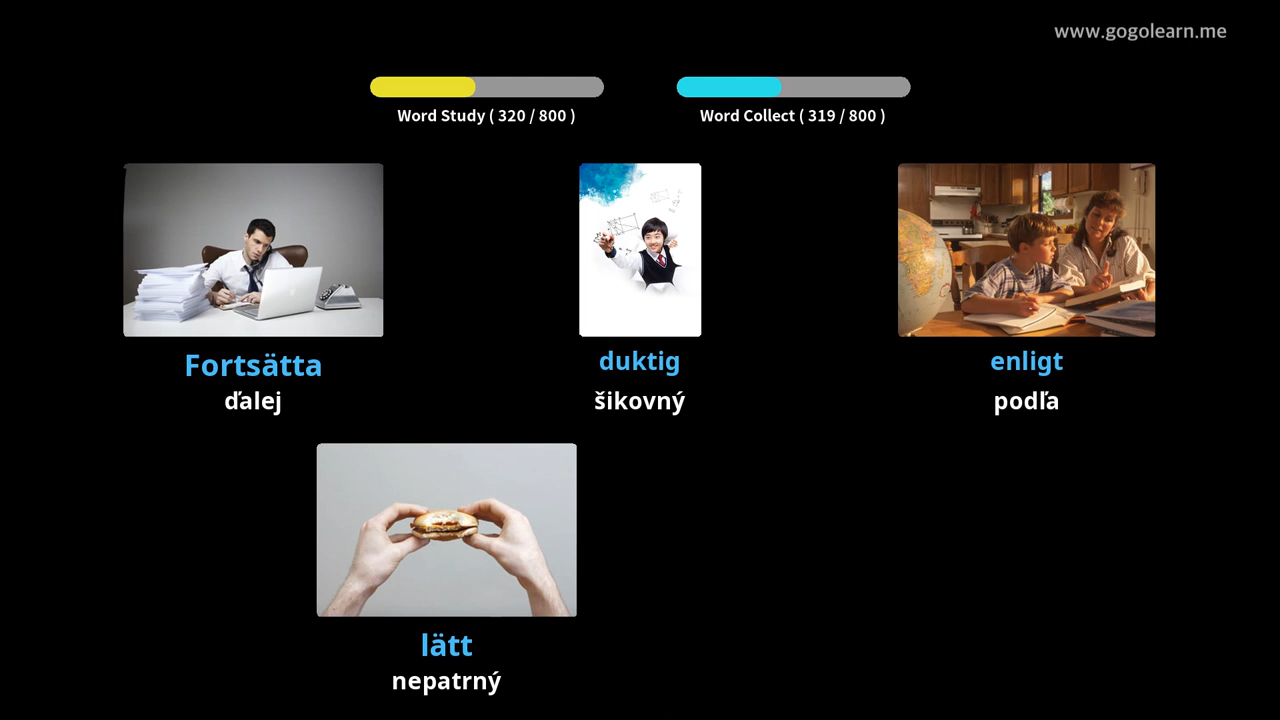 www.gogolearn.me
Word Study ( 320 / 800 )
Word Collect ( 319 / 800 )
Fortsätta
ďalej
duktig
šikovný
enligt
podľa
lätt
nepatrný